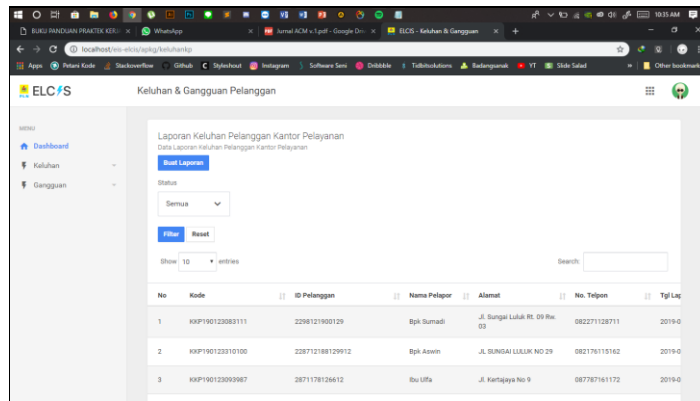 10:35 AM
BUKU PANDUAN PRAKTEK KERJ
WhatsApp
Jurnal ACM v.1.pdf - Google Dri
ELCIS - Keluhan & Gangguan
localhost/eis-elcis/apkg/keluhankp
Apps
Petani Kode
Stackoverflow
Github
Styleshout
Instagram
Software Seni
Dribbble
Tidbitsolutions
Badanganak
YT
Slide Salad
Other bookmark
ELC S
Keluhan & Gangguan Pelanggan
MENU
Dashboard
Keluhan
Gangguan
Laporan Keluhan Pelanggan Kantor Pelayanan
Data Laporan Keluhan Pelanggan Kantor Pelayanan
Buat Laporan
Status
Semua
Filter Reset
Show 10 entries
Search:
No Kode ID Pelanggan Nama Pelapor Alamat No. Telpon Tgl Lap
1 KKP190123083111 2298121900129 Bpk Sumadi Jl. Sungai Luluk Rt. 09 Rw. 03 082271128711 2019-0
2 KKP190123310100 228712188129912 Bpk Aswin JL SUNGAI LULUK NO 29 082176115162 2019-0
3 KKP190123093987 2871178126612 Ibu Ulfa Jl. Kertajaya No 9 087787161172 2019-0